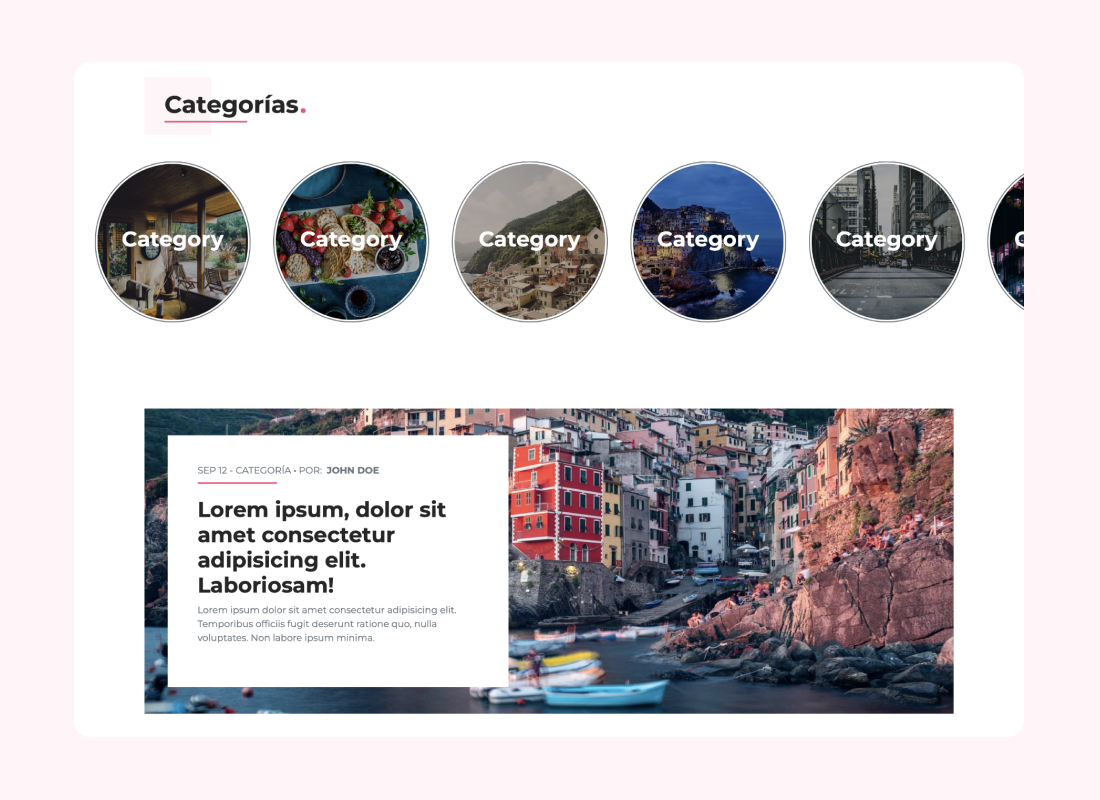 Categorías.
Category Category Category Category Category
SEP 12 - CATEGORÍA • POR: JOHN DOE
Lorem ipsum, dolor sit
amet consectetur
adipisicing elit.
Laboriosam!
Lorem ipsum dolor sit amet consectetur adipisicing elit.
Temporibus officiis fugit deserunt ratione quo, nulla
voluptates. Non labore ipsum minima.